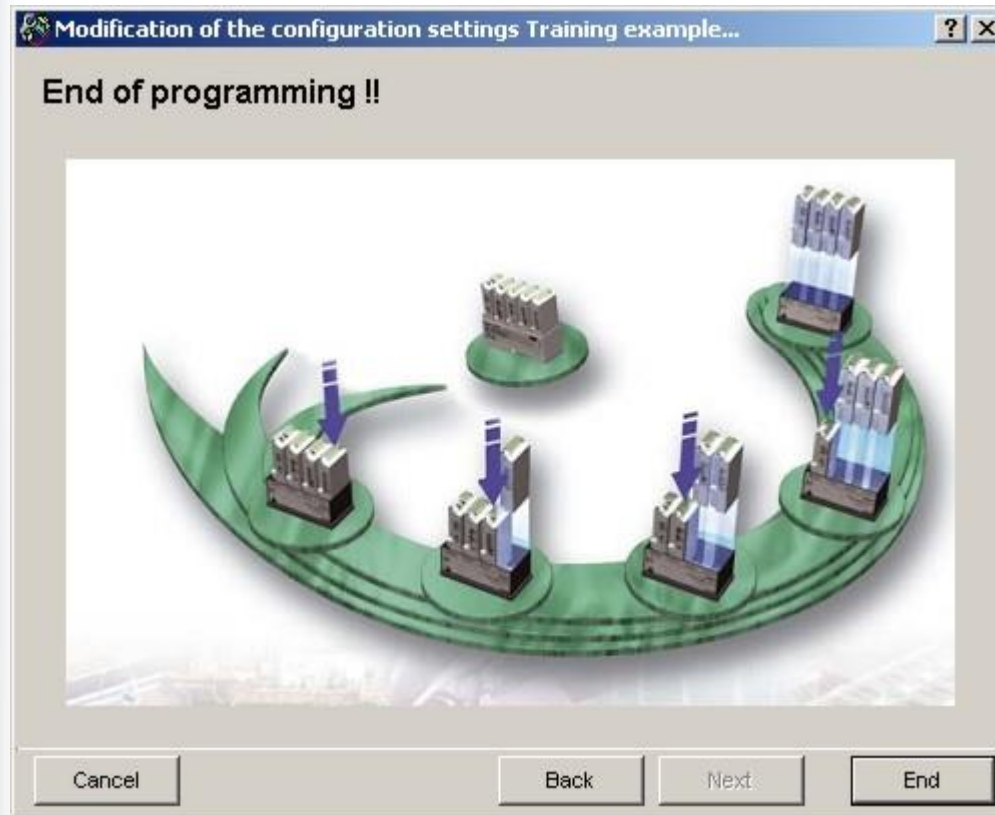 Modification of the configuration settings Training example...
End of programming !!
Cancel
Back
Next
End